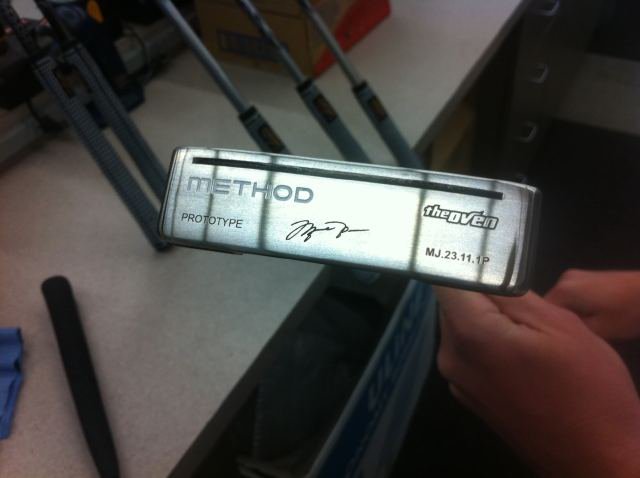 METHOD
theoven
PROTOTYPE
MJ.23.11.1P